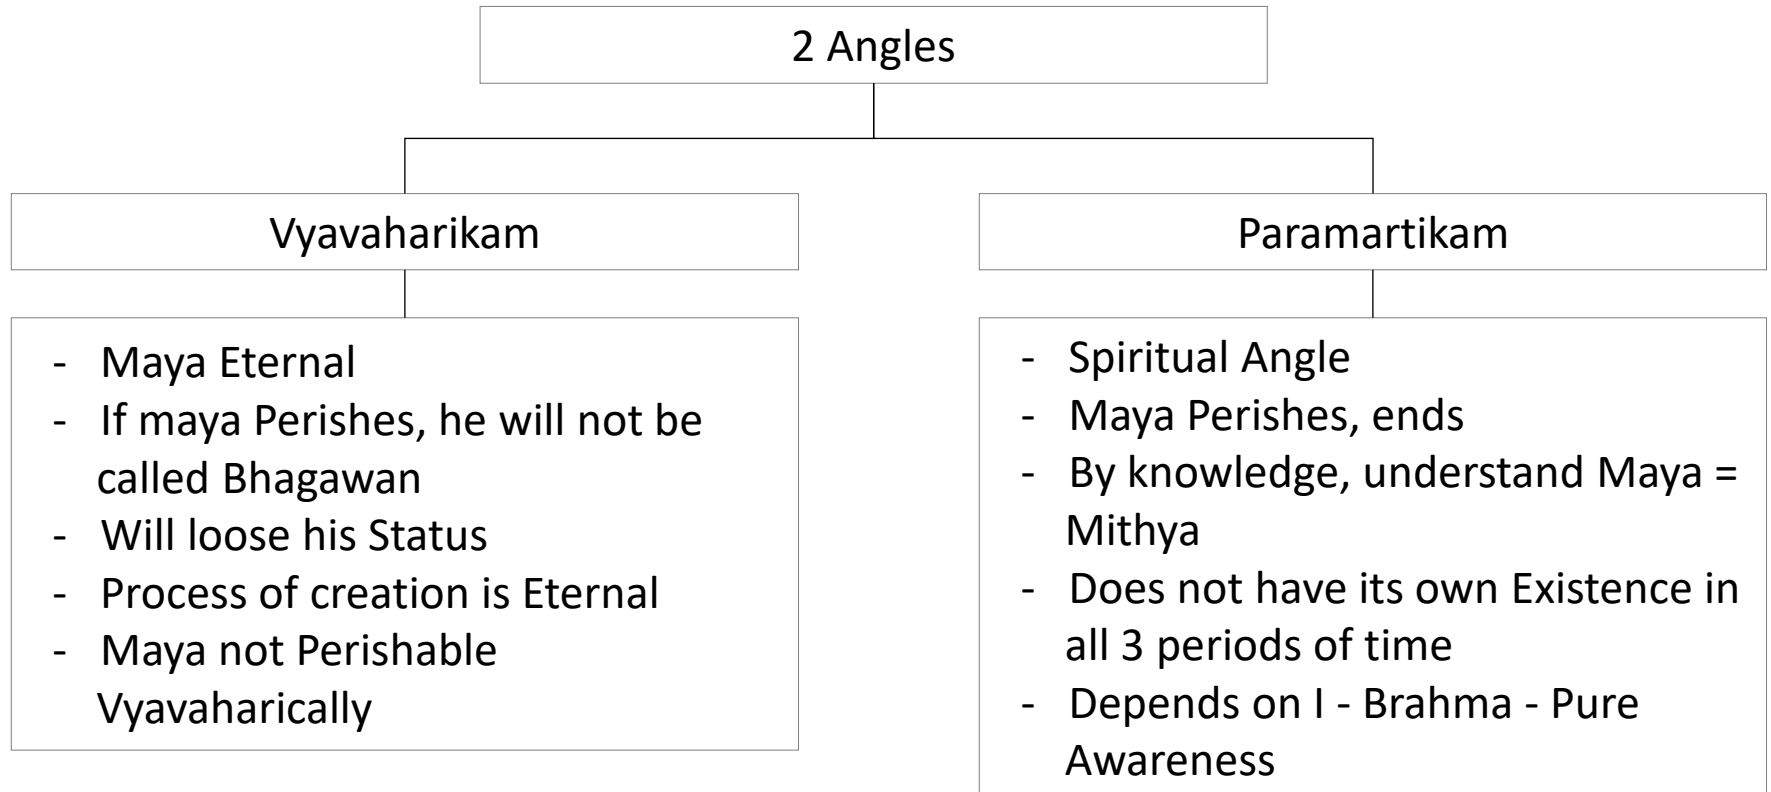 2 Angles
Vyavaharikam
- Maya Eternal
- If maya Perishes, he will not be
called Bhagawan
- Will loose his Status
- Process of creation is Eternal
- Maya not Perishable
Vyavaharically
Paramartikam
- Spiritual Angle
- Maya Perishes, ends
- By knowledge, understand Maya =
Mithya
- Does not have its own Existence in
all 3 periods of time
- Depends on I - Brahma - Pure
Awareness